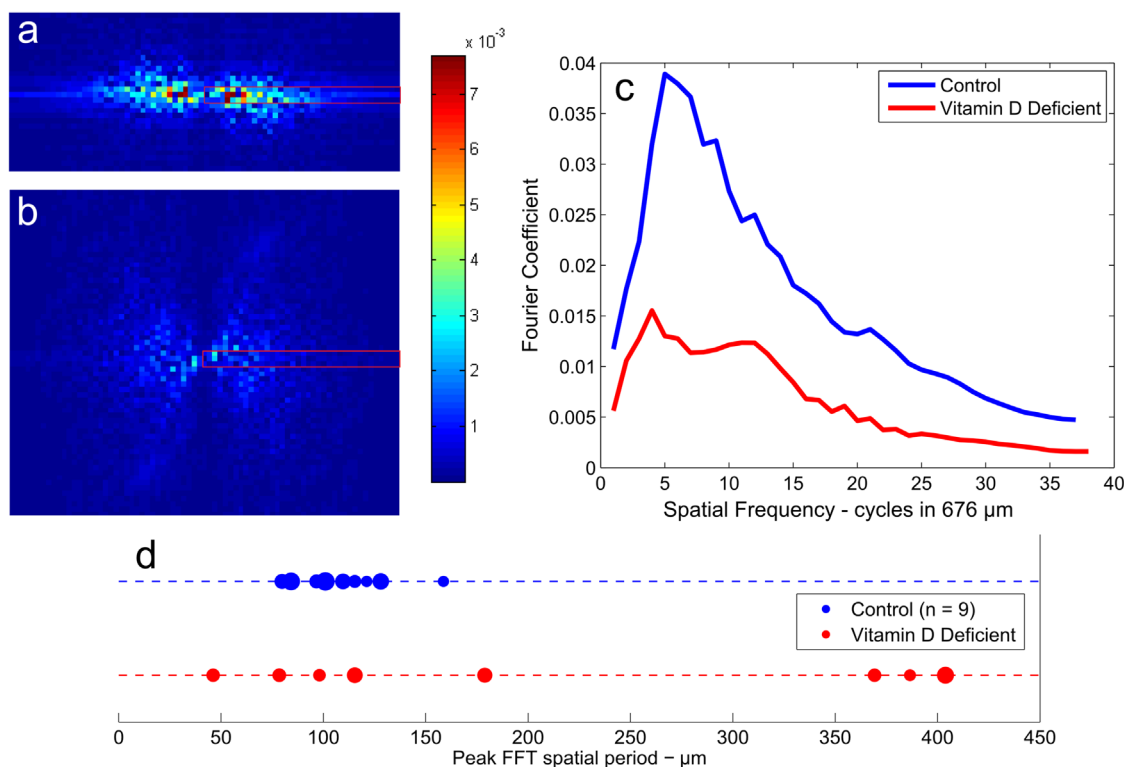 a
x 10⁻³
7
6
5
4
3
2
1
b
c
0.04
0.035
0.03
0.025
0.02
0.015
0.01
0.005
0
Fourier Coefficient
Control
Vitamin D Deficient
0 5 10 15 20 25 30 35 40
Spatial Frequency - cycles in 676 µm
d
Control (n = 9)
Vitamin D Deficient
0 50 100 150 200 250 300 350 400 450
Peak FFT spatial period − µm